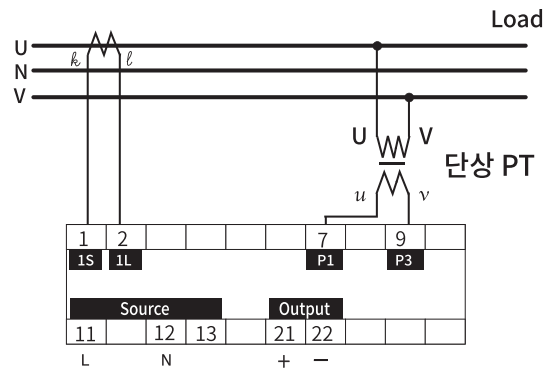 Load
U
k ℓ
N
V
U V
단상 PT
u v
1 2 7 9
1S 1L P1 P3
Source Output
11 12 13 21 22
L N + −